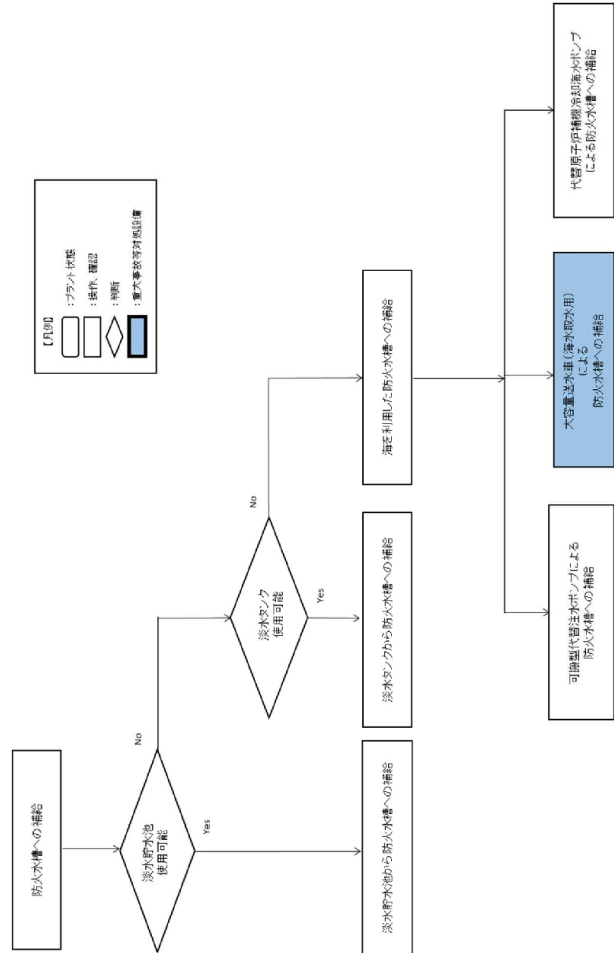 防火水槽への補給
【凡例】
：プラント状態
：操作、確認
：判断
：重大事故等対処設備
淡水貯水池
使用可能
No
Yes
淡水タンク
使用可能
No
Yes
淡水貯水池から防火水槽への補給
淡水タンクから防火水槽への補給
海を利用した防火水槽への補給
可搬型代替注水ポンプによる
防火水槽への補給
大容量送水車（海水取水用）
による
防火水槽への補給
代替原子炉補機冷却海水ポンプ
による防火水槽への補給